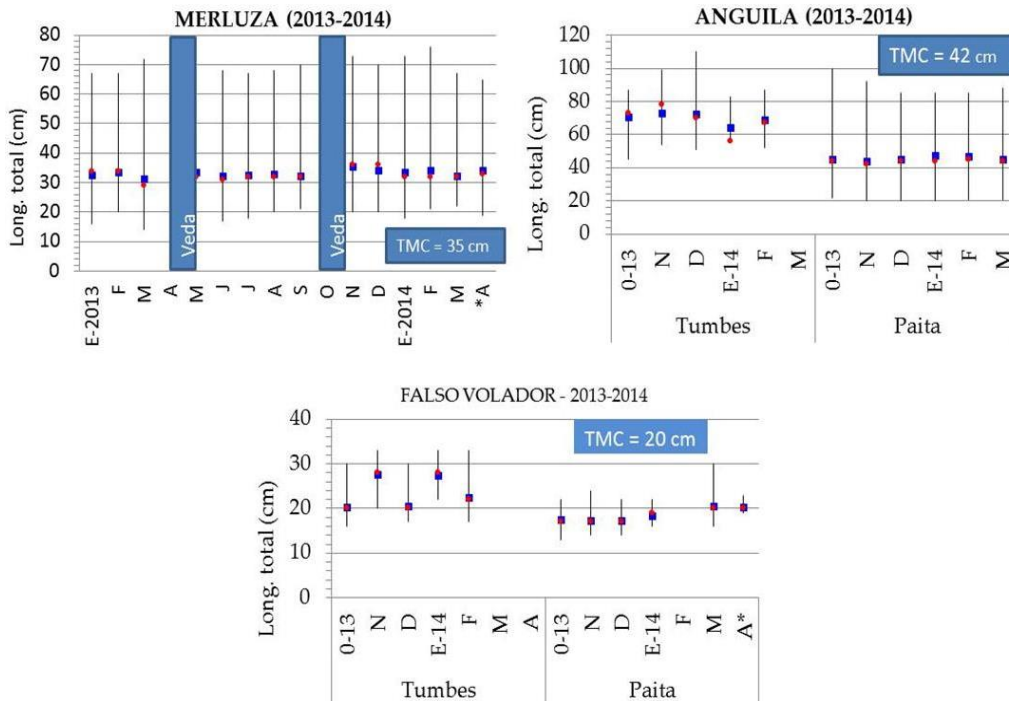 MERLUZA (2013-2014)
Long. total (cm)
80
70
60
50
40
30
20
10
0
Veda
Veda
TMC = 35 cm
E-2013 F M A M J J A S O N D E-2014 F M *A
ANGUILA (2013-2014)
Long. total (cm)
120
100
80
60
40
20
0
TMC = 42 cm
0-13 N D E-14 F M 0-13 N D E-14 F M
Tumbes Paita
FALSO VOLADOR - 2013-2014
Long. total (cm)
40
30
20
10
0
TMC = 20 cm
0-13 N D E-14 F M A 0-13 N D E-14 F M A*
Tumbes Paita